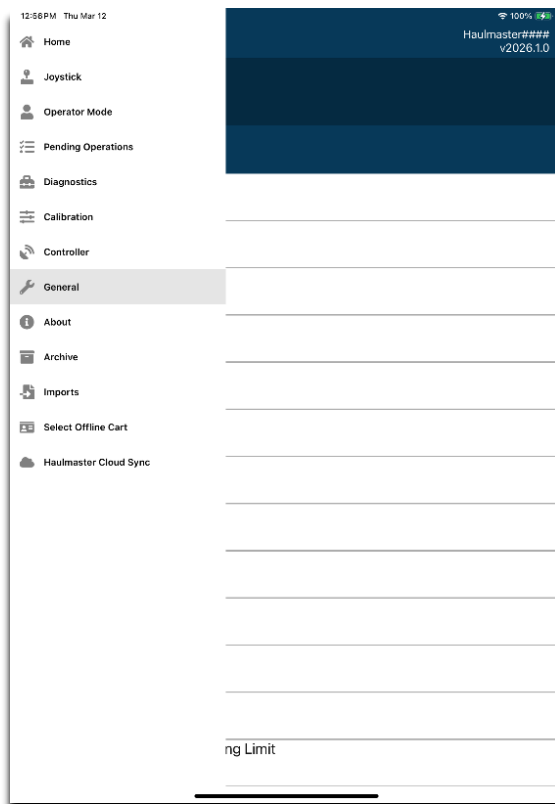 12:56PM Thu Mar 12
100%
Haulmaster####
v2026.1.0
Home
Joystick
Operator Mode
Pending Operations
Diagnostics
Calibration
Controller
General
About
Archive
Imports
Select Offline Cart
Haulmaster Cloud Sync
ng Limit